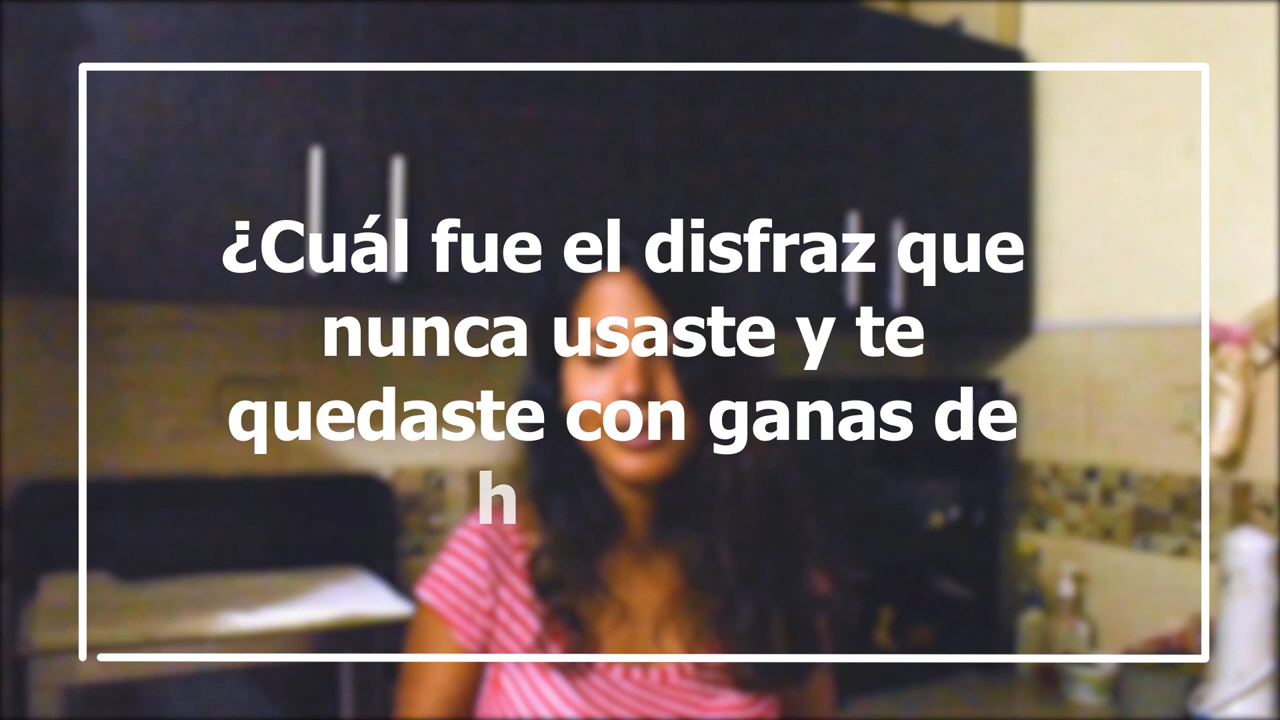 ¿Cuál fue el disfraz que
nunca usaste y te
quedaste con ganas de
h